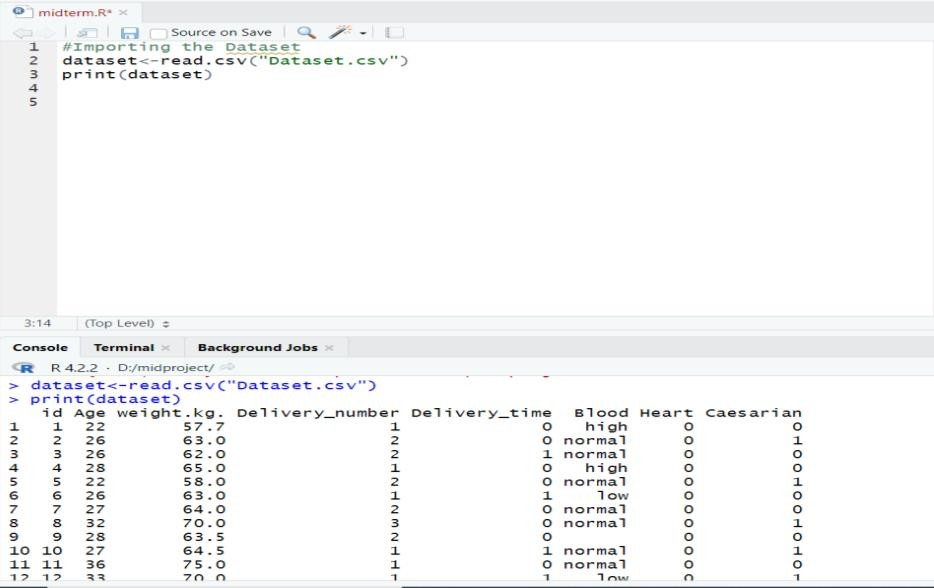 midterm.R*
Source on Save
1 #Importing the Dataset
2 dataset<-read.csv("Dataset.csv")
3 print(dataset)
4
5
3:14 (Top Level)
Console Terminal Background Jobs
R 4.2.2 · D:/midproject/
> dataset<-read.csv("Dataset.csv")
> print(dataset)
id Age weight.kg. Delivery_number Delivery_time Blood Heart Caesarian
1 1 22 57.7 1 0 high 0 0
2 2 26 63.0 2 0 normal 0 1
3 3 26 62.0 2 1 normal 0 0
4 4 28 65.0 1 0 high 0 0
5 5 22 58.0 2 0 normal 0 1
6 6 26 63.0 1 1 low 0 0
7 7 27 64.0 2 0 normal 0 0
8 8 32 70.0 3 0 normal 0 1
9 9 28 63.5 2 0 0 0
10 10 27 64.5 1 1 normal 0 1
11 11 36 75.0 1 0 normal 0 0
12 12 33 70.0 1 1 low 0 1